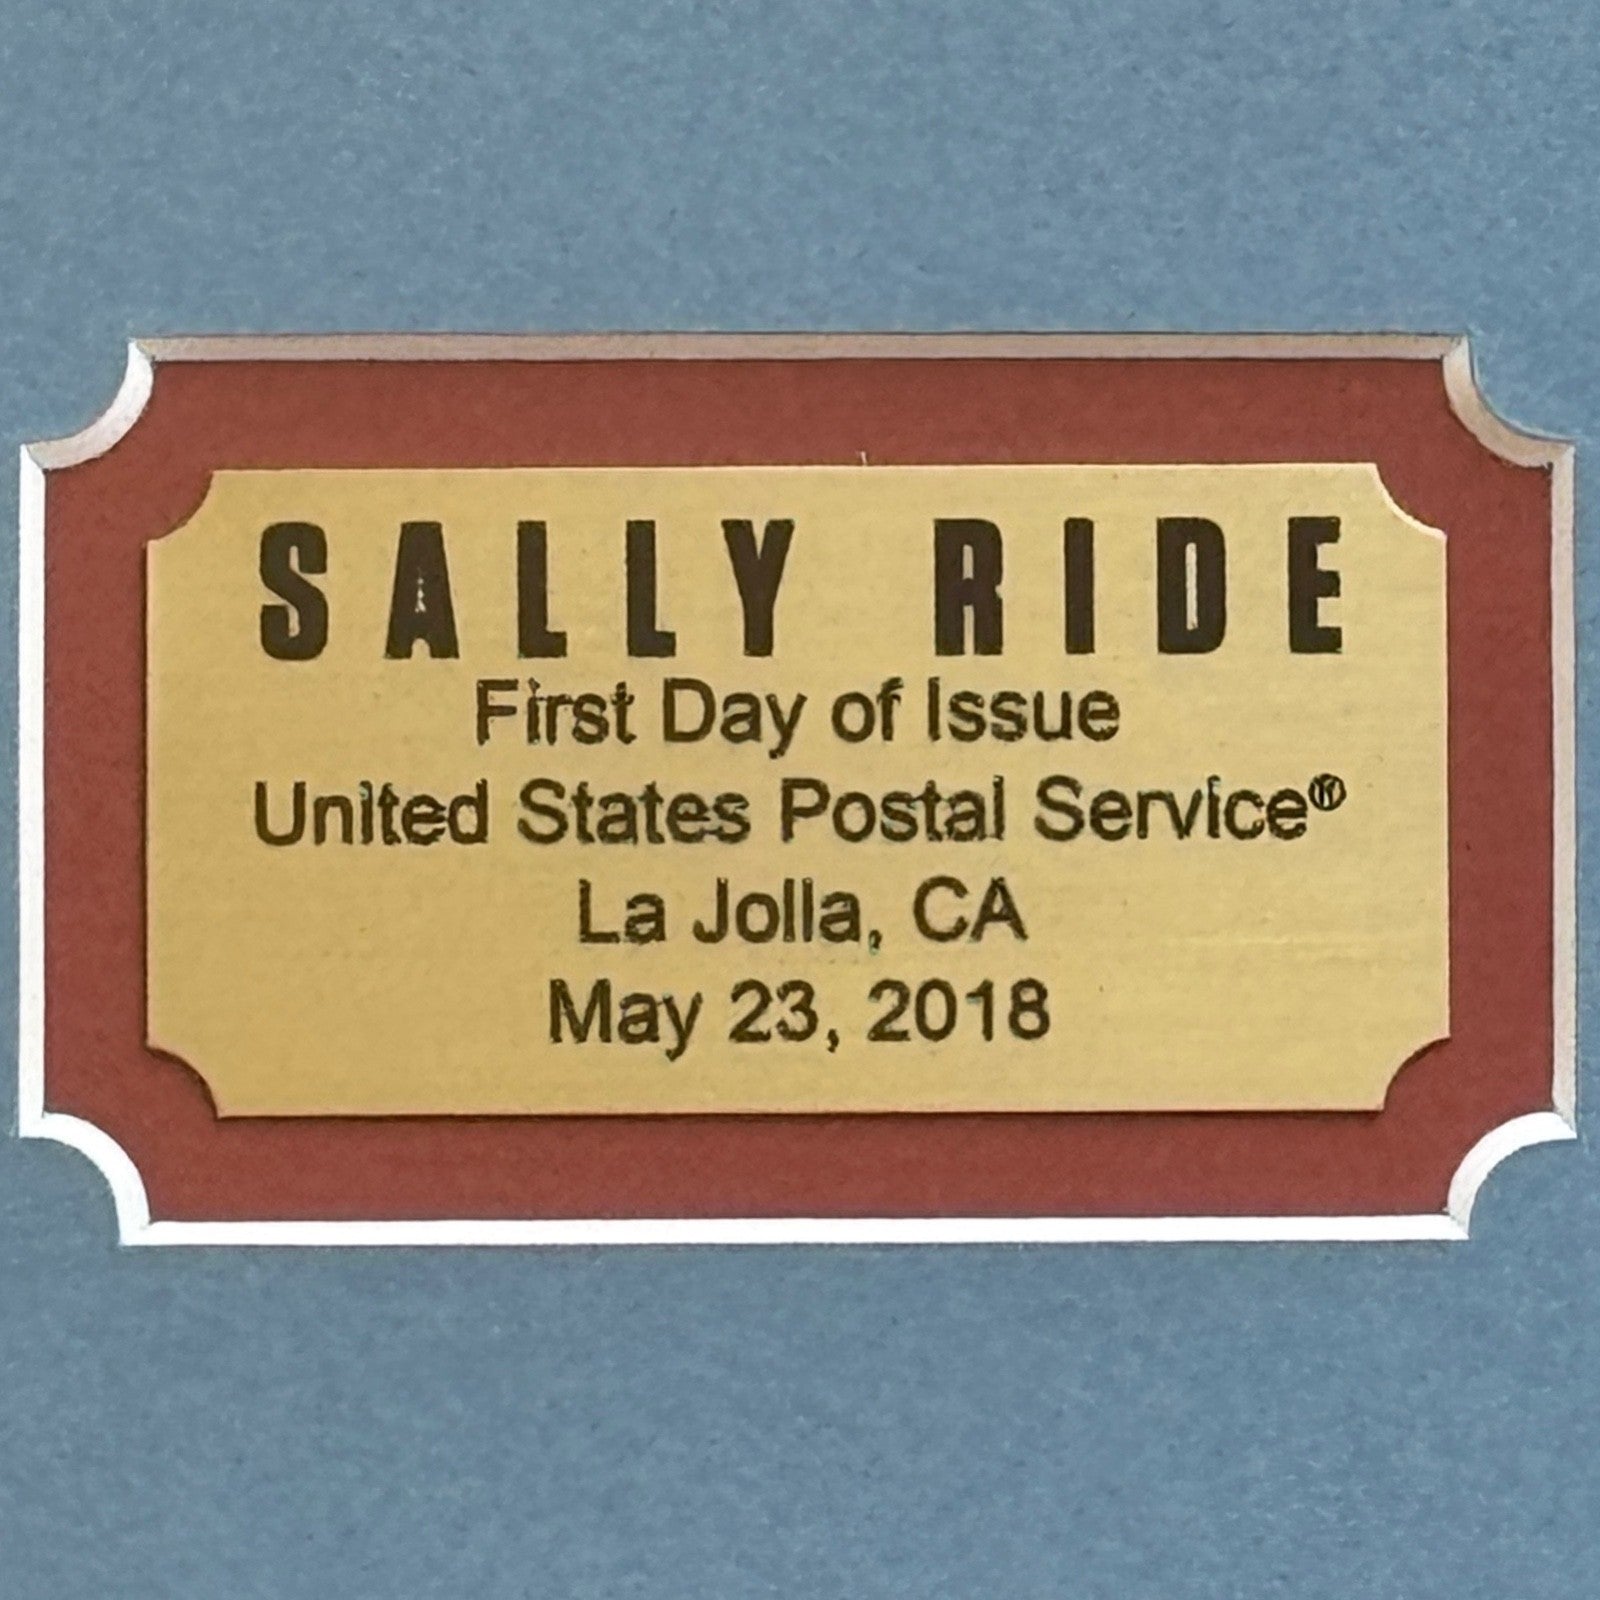 SALLY RIDE
First Day of Issue
United States Postal Service®
La Jolla, CA
May 23, 2018